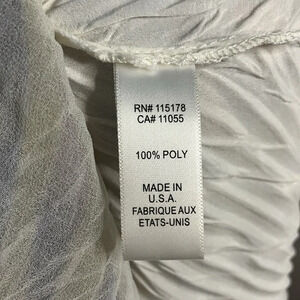 RN# 115178
CA# 11055
100% POLY
MADE IN
U.S.A.
FABRIQUE AUX
ETATS-UNIS